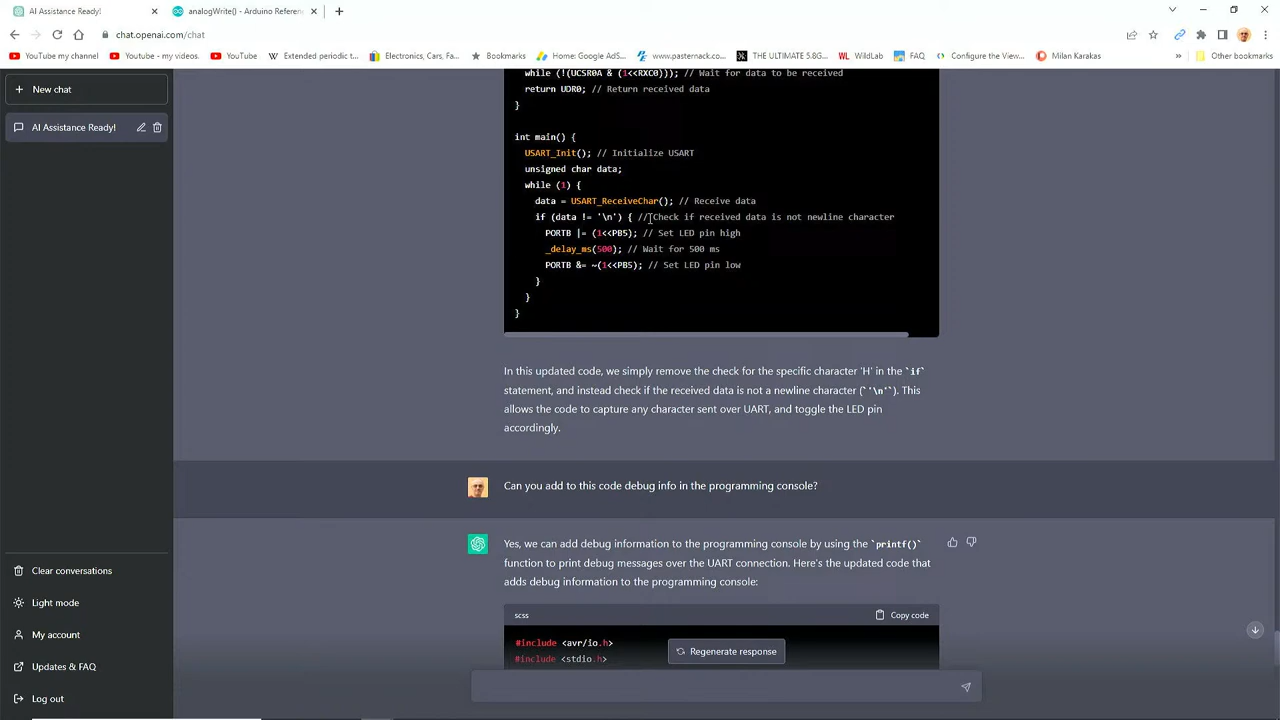 AI Assistance Ready!
analogWrite() - Arduino Referenc
chat.openai.com/chat
YouTube my channel
Youtube - my videos
YouTube
Extended periodic t...
Electronics, Cars, Fa...
Bookmarks
Home: Google AdS...
www.pasternack.co...
THE ULTIMATE 5.8G...
WL WildLab
FAQ
Configure the View...
Milan Karakas
»
Other bookmarks
New chat
AI Assistance Ready!
while (!(UCSR0A & (1<<RXC0))); // Wait for data to be received
return UDR0; // Return received data
}
int main() {
USART_Init(); // Initialize USART
unsigned char data;
while (1) {
data = USART_ReceiveChar(); // Receive data
if (data != '\n') { // Check if received data is not newline character
PORTB |= (1<<PB5); // Set LED pin high
_delay_ms(500); // Wait for 500 ms
PORTB &= ~(1<<PB5); // Set LED pin low
}
}
}
In this updated code, we simply remove the check for the specific character 'H' in the `if`
statement, and instead check if the received data is not a newline character (`'\n'`). This
allows the code to capture any character sent over UART, and toggle the LED pin
accordingly.
Can you add to this code debug info in the programming console?
Yes, we can add debug information to the programming console by using the `printf()`
function to print debug messages over the UART connection. Here's the updated code that
adds debug information to the programming console:
scss
Copy code
#include <avr/io.h>
#include <stdio.h>
Regenerate response
Clear conversations
Light mode
My account
Updates & FAQ
Log out